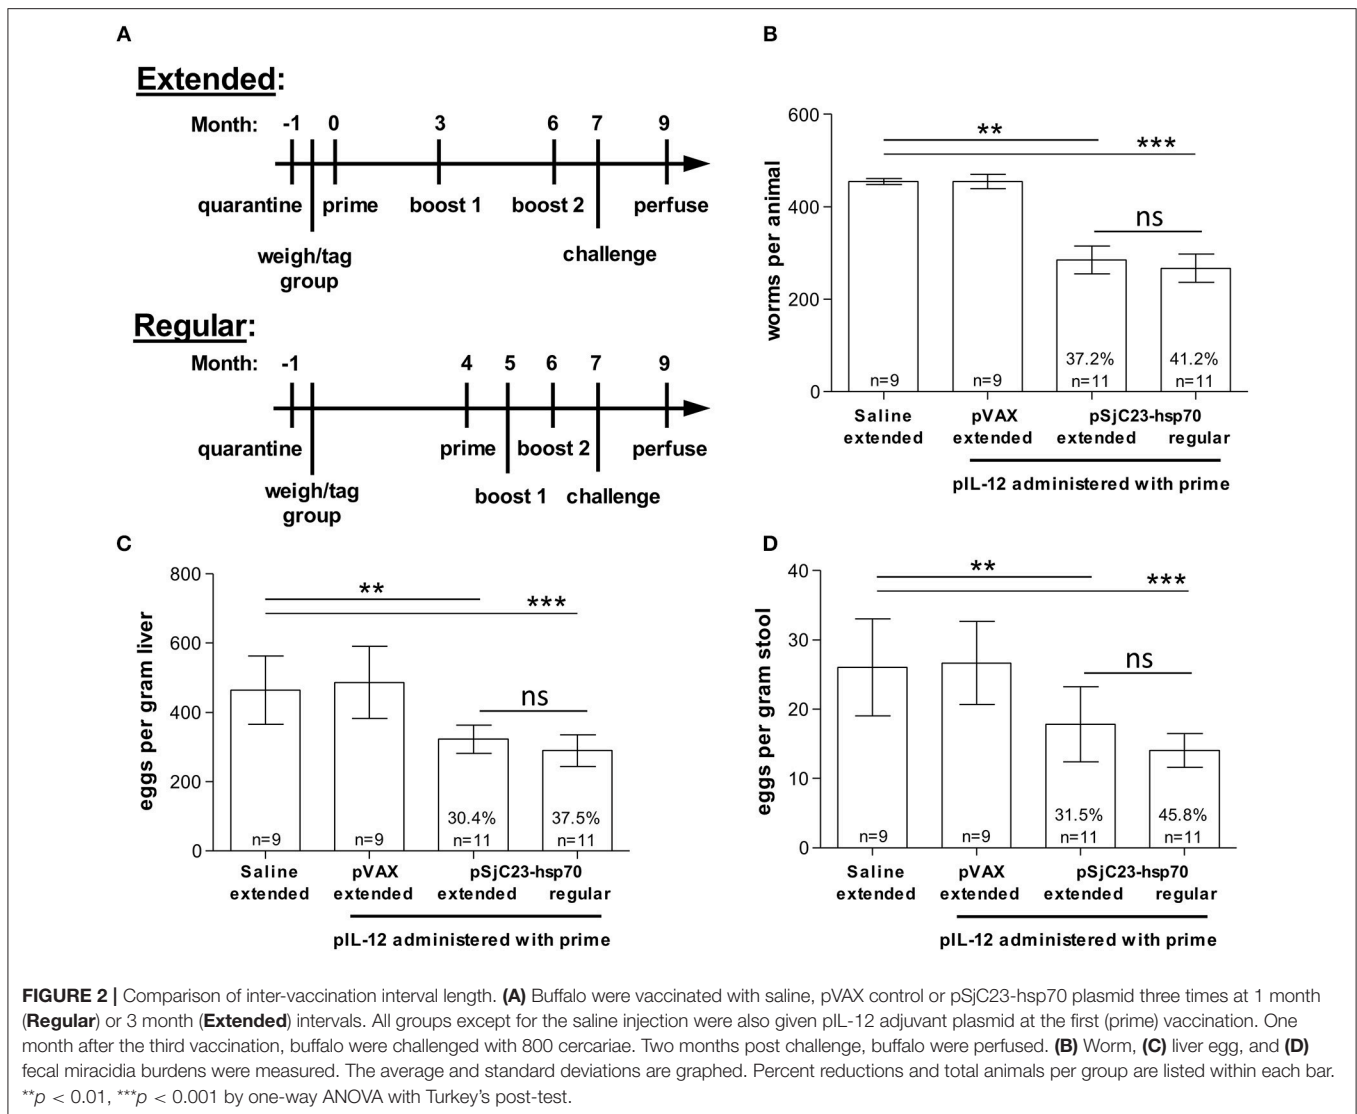 A
Extended:
Month: -1 0 3 6 7 9
quarantine prime boost 1 boost 2 perfuse
weigh/tag challenge
group
Regular:
Month: -1 4 5 6 7 9
quarantine prime boost 2 perfuse
weigh/tag boost 1 challenge
group
B
600
400
200
0
worms per animal
** 
***
ns
37.2% 41.2%
n=9 n=9 n=11 n=11
Saline pVAX pSjC23-hsp70
extended extended extended regular
pIL-12 administered with prime
C
800
600
400
200
0
eggs per gram liver
**
***
ns
30.4% 37.5%
n=9 n=9 n=11 n=11
Saline pVAX pSjC23-hsp70
extended extended extended regular
pIL-12 administered with prime
D
40
30
20
10
0
eggs per gram stool
**
***
ns
31.5% 45.8%
n=9 n=9 n=11 n=11
Saline pVAX pSjC23-hsp70
extended extended extended regular
pIL-12 administered with prime
FIGURE 2 | Comparison of inter-vaccination interval length. (A) Buffalo were vaccinated with saline, pVAX control or pSjC23-hsp70 plasmid three times at 1 month
(Regular) or 3 month (Extended) intervals. All groups except for the saline injection were also given pIL-12 adjuvant plasmid at the first (prime) vaccination. One
month after the third vaccination, buffalo were challenged with 800 cercariae. Two months post challenge, buffalo were perfused. (B) Worm, (C) liver egg, and (D)
fecal miracidia burdens were measured. The average and standard deviations are graphed. Percent reductions and total animals per group are listed within each bar.
**p < 0.01, ***p < 0.001 by one-way ANOVA with Turkey's post-test.